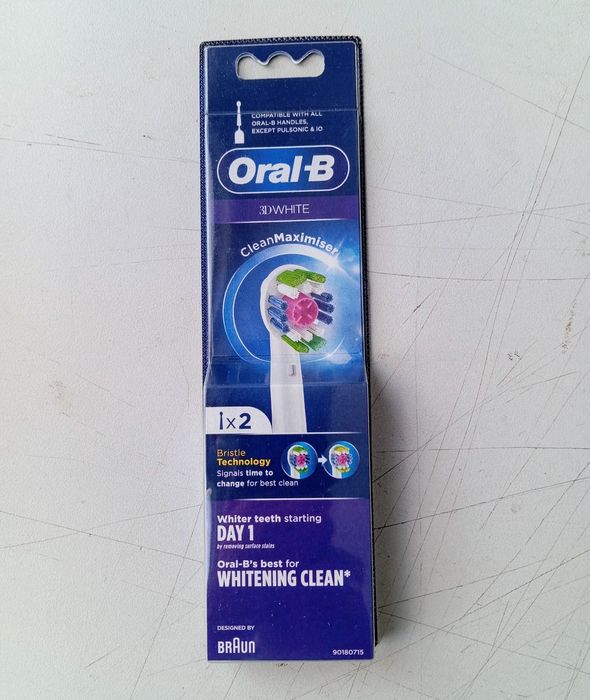 COMPATIBLE WITH ALL
ORAL-B HANDLES,
EXCEPT PULSONIC & IO
Oral-B
3DWHITE
CleanMaximiser
x2
Bristle
Technology
Signals time to
change for best clean
Whiter teeth starting
DAY 1
by removing surface stains
Oral-B's best for
WHITENING CLEAN*
DESIGNED BY
BRAUN
90180715